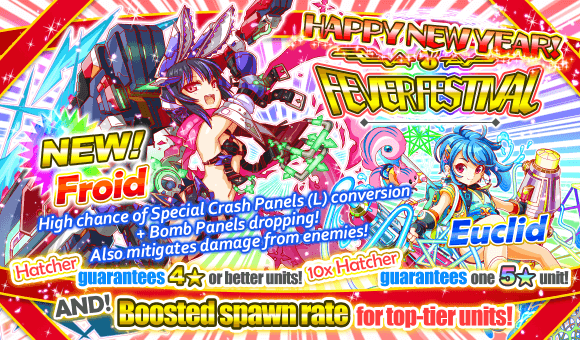 HAPPY NEW YEAR!
FEVER FESTIVAL
NEW!
Froid
High chance of Special Crash Panels (L) conversion
+ Bomb Panels dropping!
Also mitigates damage from enemies!
Euclid
Hatcher guarantees 4★ or better units! 10x Hatcher guarantees one 5★ unit!
AND! Boosted spawn rate for top-tier units!